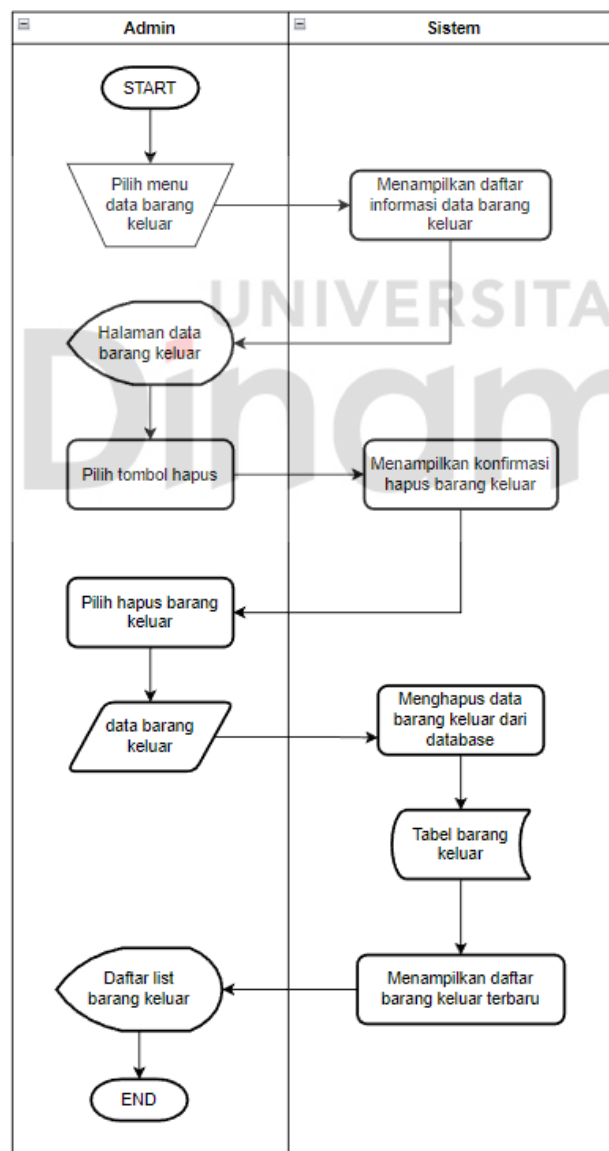 Admin
Sistem
START
Pilih menu
data barang
keluar
Menampilkan daftar
informasi data barang
keluar
UNIVERSITA
Dinam
Halaman data
barang keluar
Pilih tombol hapus
Menampilkan konfirmasi
hapus barang keluar
Pilih hapus barang
keluar
data barang
keluar
Menghapus data
barang keluar dari
database
Tabel barang
keluar
Menampilkan daftar
barang keluar terbaru
Daftar list
barang keluar
END